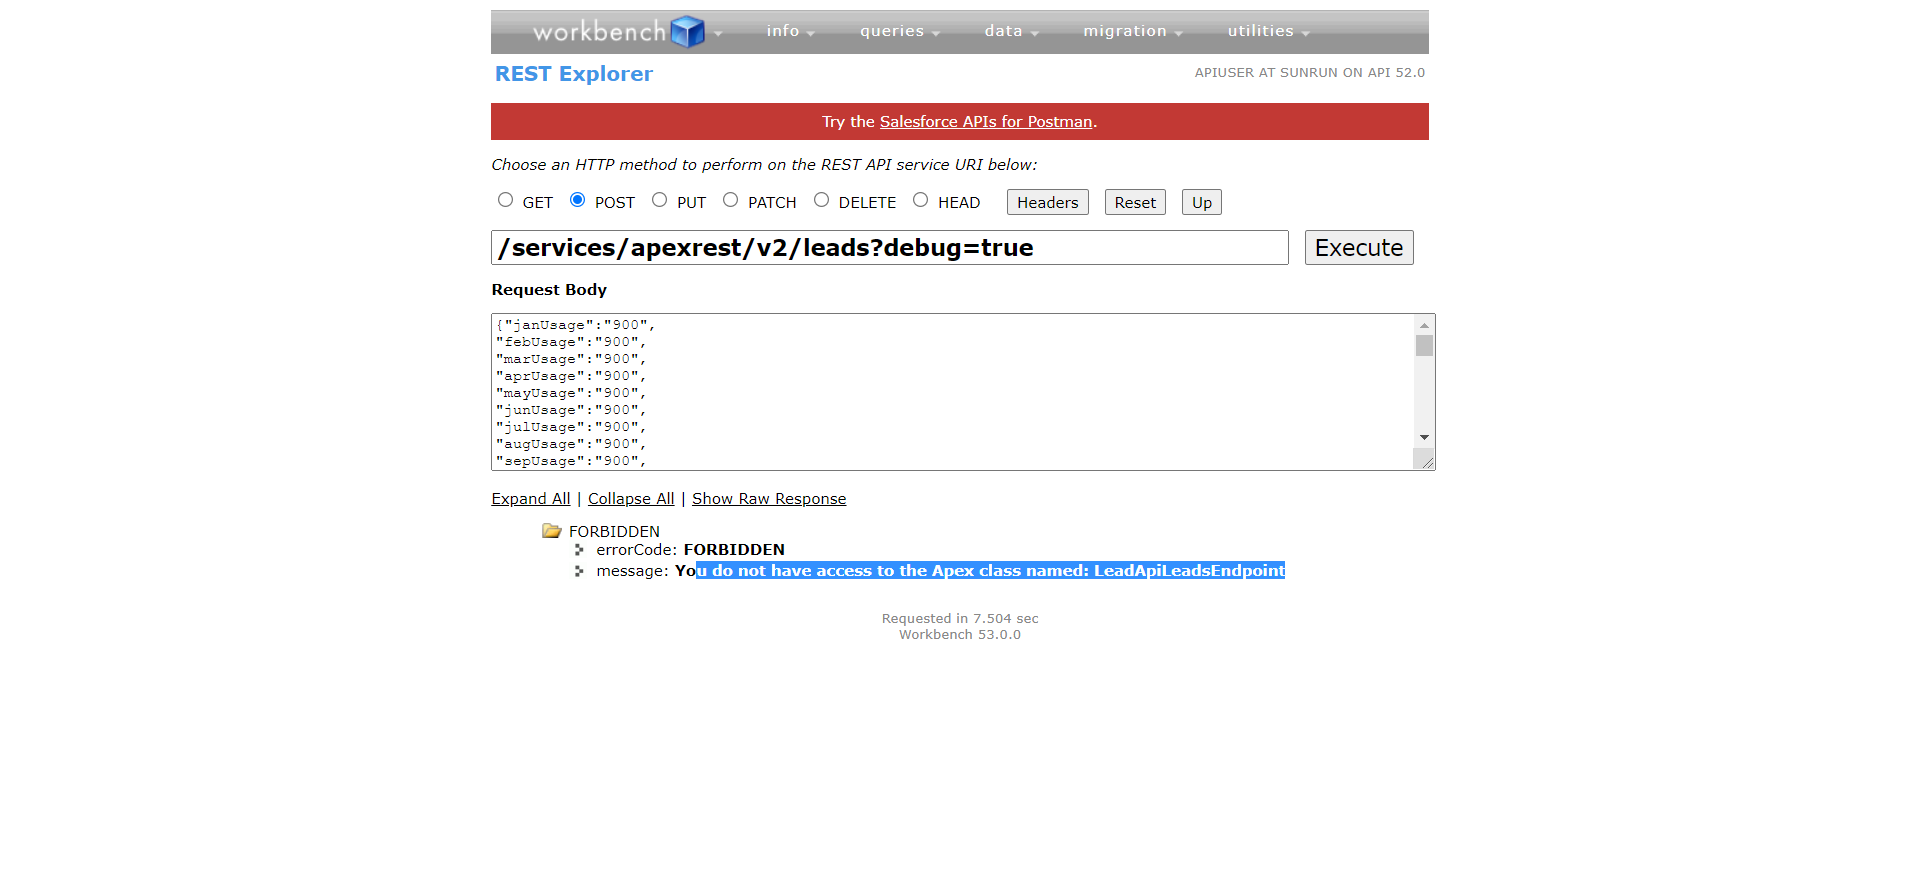 workbench info queries data migration utilities
REST Explorer
APIUSER AT SUNRUN ON API 52.0
Try the Salesforce APIs for Postman.
Choose an HTTP method to perform on the REST API service URI below:
GET POST PUT PATCH DELETE HEAD Headers Reset Up
/services/apexrest/v2/leads?debug=true Execute
Request Body
{"janUsage":"900",
"febUsage":"900",
"marUsage":"900",
"aprUsage":"900",
"mayUsage":"900",
"junUsage":"900",
"julUsage":"900",
"augUsage":"900",
"sepUsage":"900",
Expand All | Collapse All | Show Raw Response
FORBIDDEN
errorCode: FORBIDDEN
message: You do not have access to the Apex class named: LeadApiLeadsEndpoint
Requested in 7.504 sec
Workbench 53.0.0